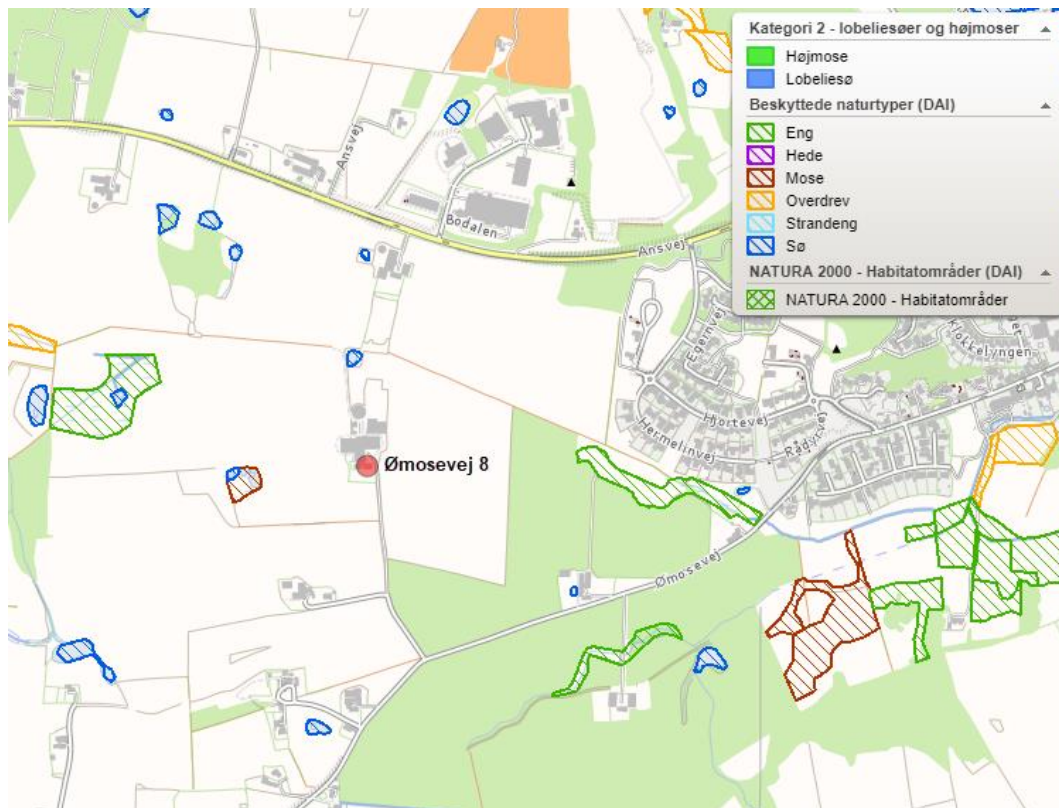 Kategori 2 - lobeliesøer og højmoser
Højmose
Lobeliesø
Beskyttede naturtyper (DAI)
Eng
Hede
Mose
Overdrev
Strandeng
Sø
NATURA 2000 - Habitatområder (DAI)
NATURA 2000 - Habitatområder
Ansvej
Bodalen
Ansvej
Egernvej
Klokkelyngen
Hjortevej
Hermelinvej
Rådyrvej
Ømosevej 8
Ømosevej